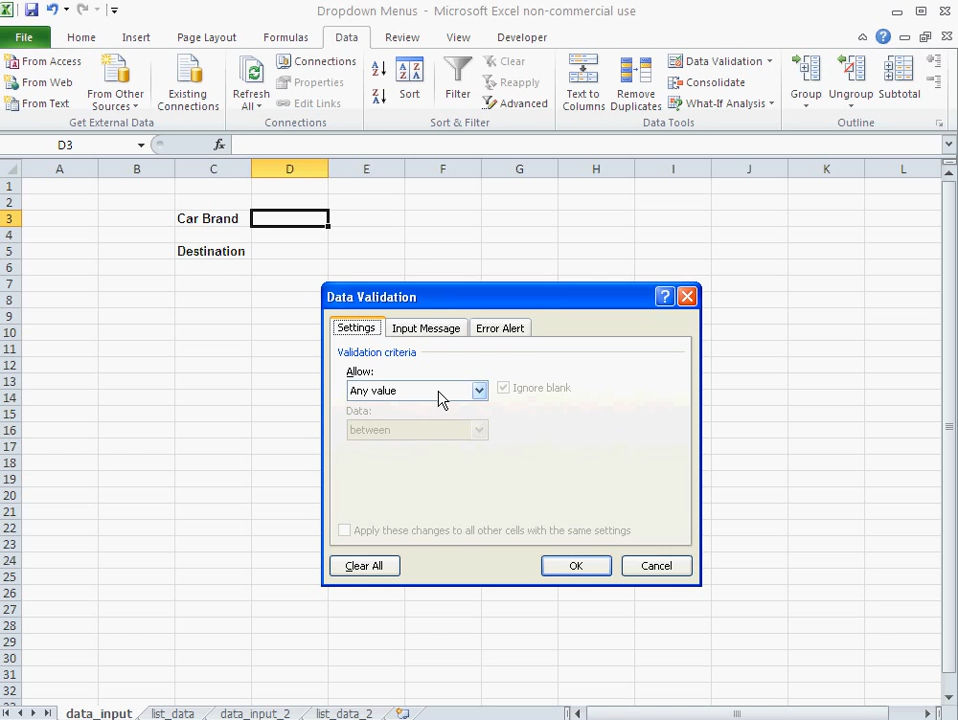 Dropdown Menus - Microsoft Excel non-commercial use
File Home Insert Page Layout Formulas Data Review View Developer
From Access
From Web
From Text
From Other
Sources
Existing
Connections
Get External Data
Refresh
All
Connections
Properties
Edit Links
Connections
Sort
Filter
Clear
Reapply
Advanced
Sort & Filter
Text to
Columns
Remove
Duplicates
Data Validation
Consolidate
What-If Analysis
Data Tools
Group
Ungroup
Subtotal
Outline
D3
fx
A B C D E F G H I J K L
1
2
3 Car Brand
4
5 Destination
6
7
8
9
10
11
12
13
14
15
16
17
18
19
20
21
22
23
24
25
26
27
28
29
30
31
32
Data Validation
Settings Input Message Error Alert
Validation criteria
Allow:
Any value
Ignore blank
Data:
between
Apply these changes to all other cells with the same settings
Clear All OK Cancel
data_input list_data data_input_2 list_data_2